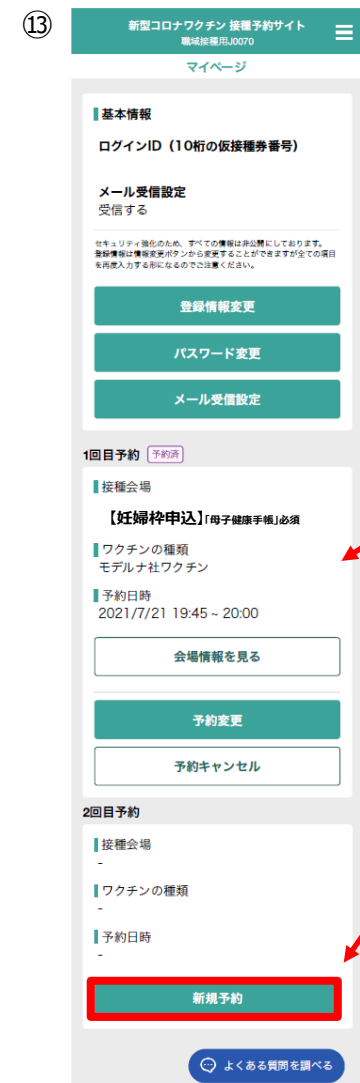 ⑬
新型コロナワクチン 接種予約サイト
職域接種用J0070
マイページ
基本情報
ログインID（10桁の仮接種券番号）
メール受信設定
受信する
セキュリティ強化のため、すべての情報は非公開にしております。
登録情報は情報変更ボタンから変更することができますが全ての項目
を再度入力する形になるのでご注意ください。
登録情報変更
パスワード変更
メール受信設定
1回目予約 予約済
接種会場
【妊婦枠申込】「母子健康手帳」必須
ワクチンの種類
モデルナ社ワクチン
予約日時
2021/7/21 19:45 ~ 20:00
会場情報を見る
予約変更
予約キャンセル
2回目予約
接種会場
-
ワクチンの種類
-
予約日時
-
新規予約
よくある質問を調べる